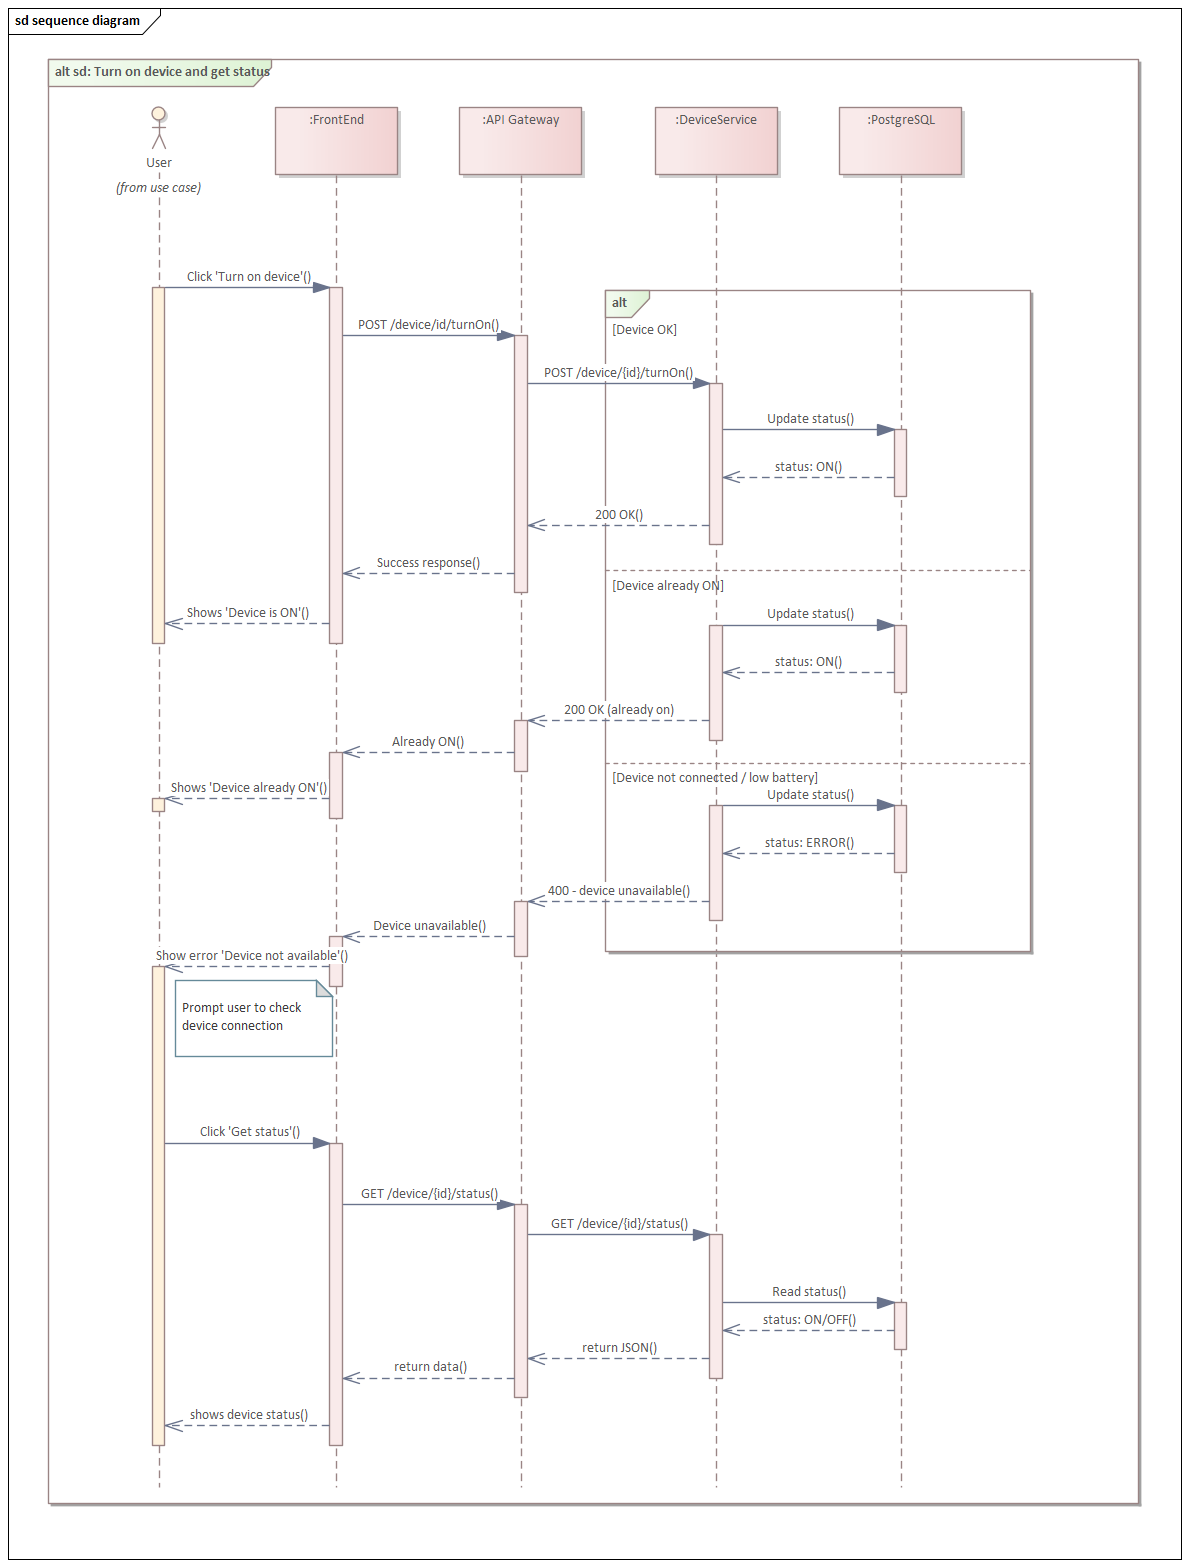 sd sequence diagram
alt sd: Turn on device and get status
:FrontEnd
:API Gateway
:DeviceService
:PostgreSQL
User
(from use case)
Click 'Turn on device'()
alt
[Device OK]
POST /device/id/turnOn()
POST /device/{id}/turnOn()
Update status()
status: ON()
200 OK()
Success response()
[Device already ON]
Shows 'Device is ON'()
Update status()
status: ON()
200 OK (already on)
Already ON()
[Device not connected / low battery]
Shows 'Device already ON'()
Update status()
status: ERROR()
400 - device unavailable()
Device unavailable()
Show error 'Device not available'()
Prompt user to check
device connection
Click 'Get status'()
GET /device/{id}/status()
GET /device/{id}/status()
Read status()
status: ON/OFF()
return JSON()
return data()
shows device status()